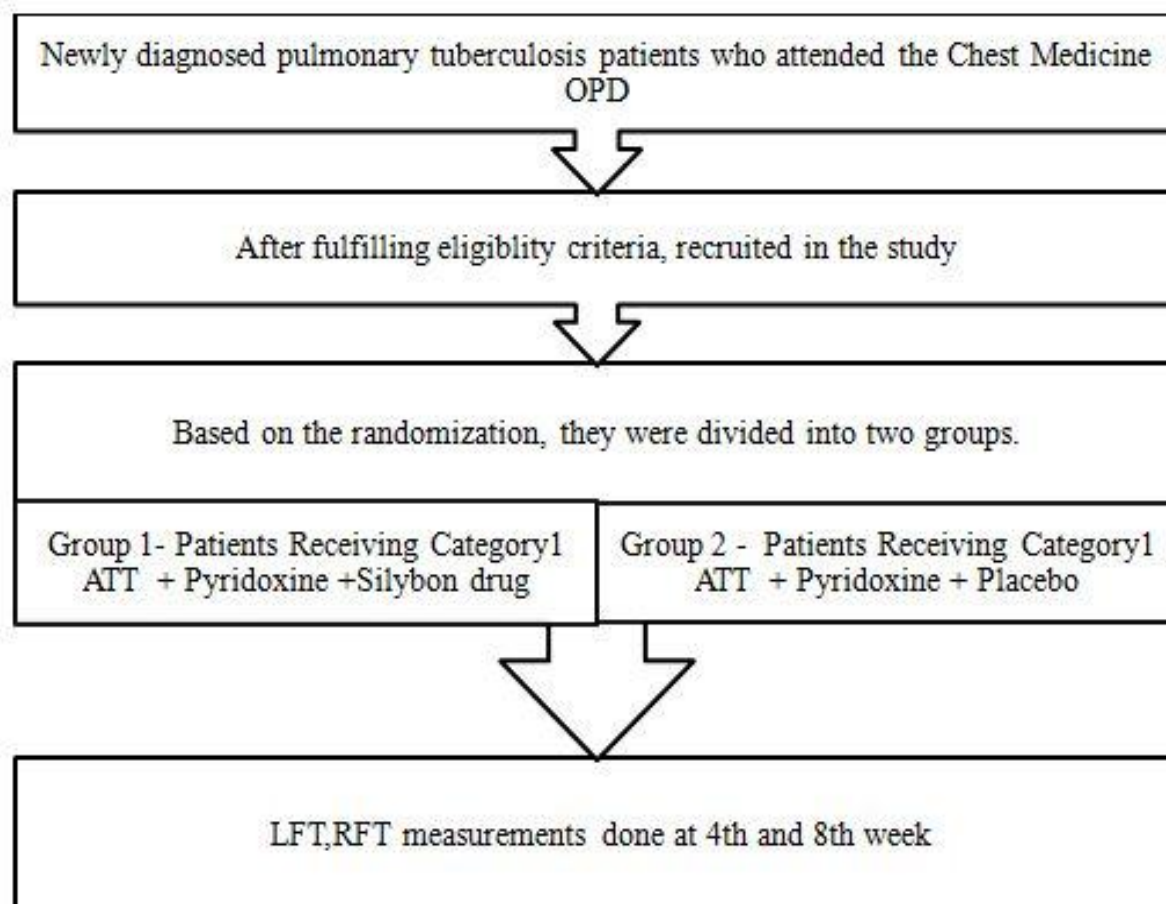 Newly diagnosed pulmonary tuberculosis patients who attended the Chest Medicine
OPD
After fulfilling eligiblity criteria, recruited in the study
Based on the randomization, they were divided into two groups.
Group 1- Patients Receiving Category1
ATT + Pyridoxine +Silybon drug
Group 2 - Patients Receiving Category1
ATT + Pyridoxine + Placebo
LFT,RFT measurements done at 4th and 8th week